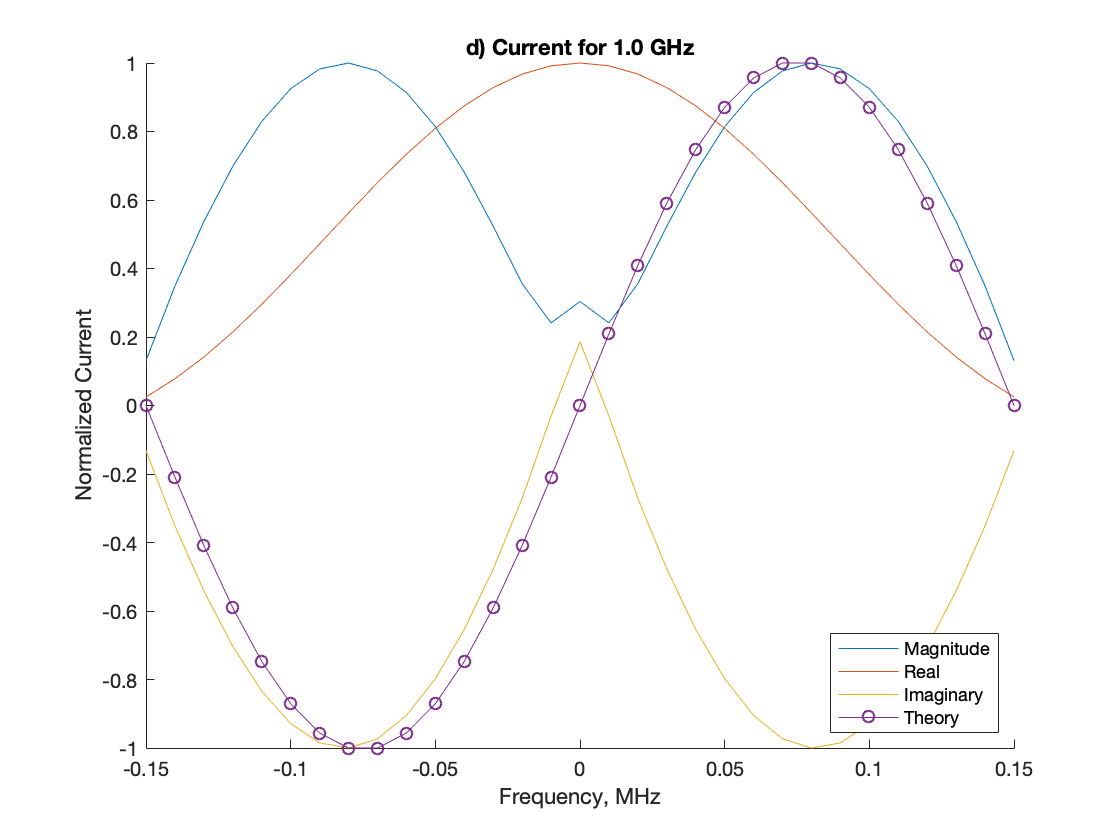 d) Current for 1.0 GHz
1
0.8
0.6
0.4
0.2
0
-0.2
-0.4
-0.6
-0.8
-1
Normalized Current
-0.15 -0.1 -0.05 0 0.05 0.1 0.15
Frequency, MHz
Magnitude
Real
Imaginary
Theory